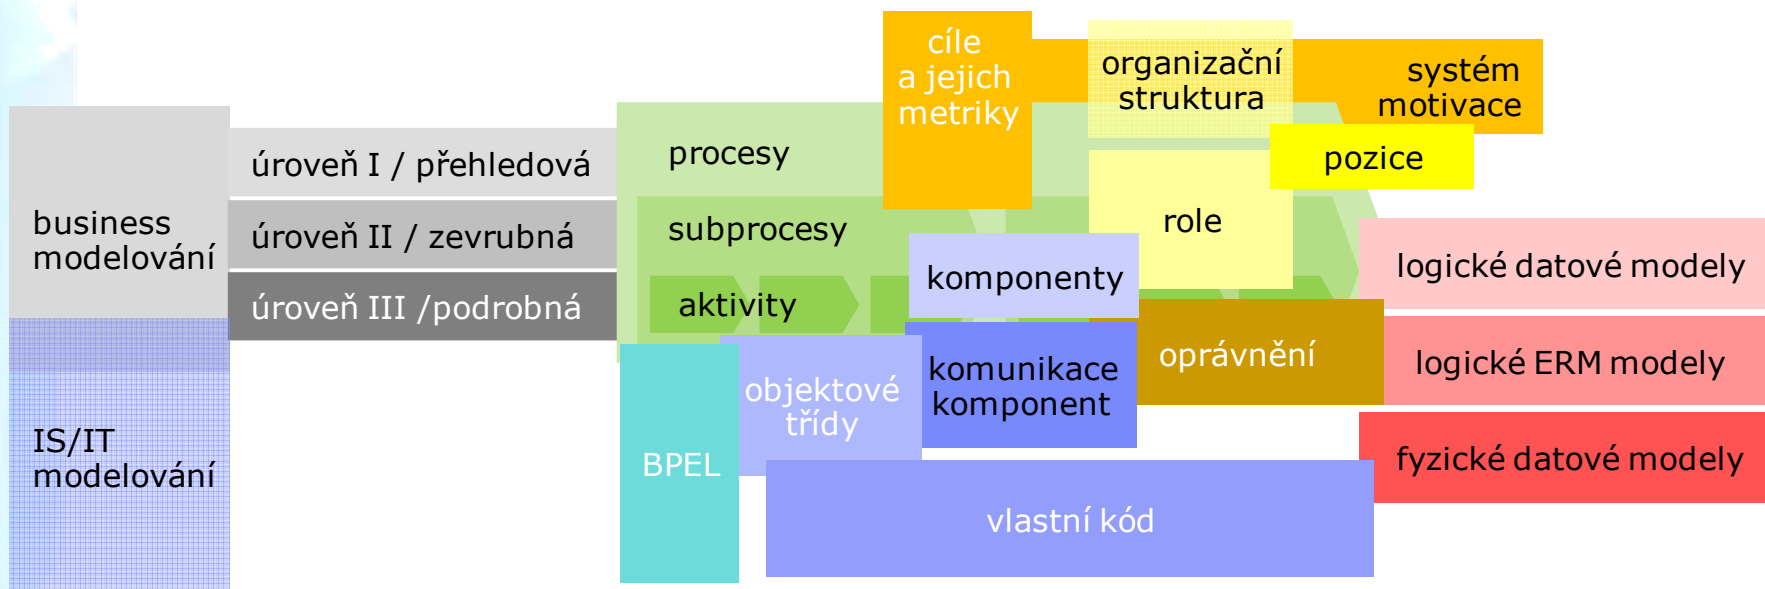 business
modelování
IS/IT
modelování
úroveň I / přehledová
úroveň II / zevrubná
úroveň III /podrobná
procesy
subprocesy
aktivity
cíle
a jejich
metriky
organizační
struktura
systém
motivace
pozice
role
komponenty
komunikace
komponent
oprávnění
objektové
třídy
BPEL
vlastní kód
logické datové modely
logické ERM modely
fyzické datové modely